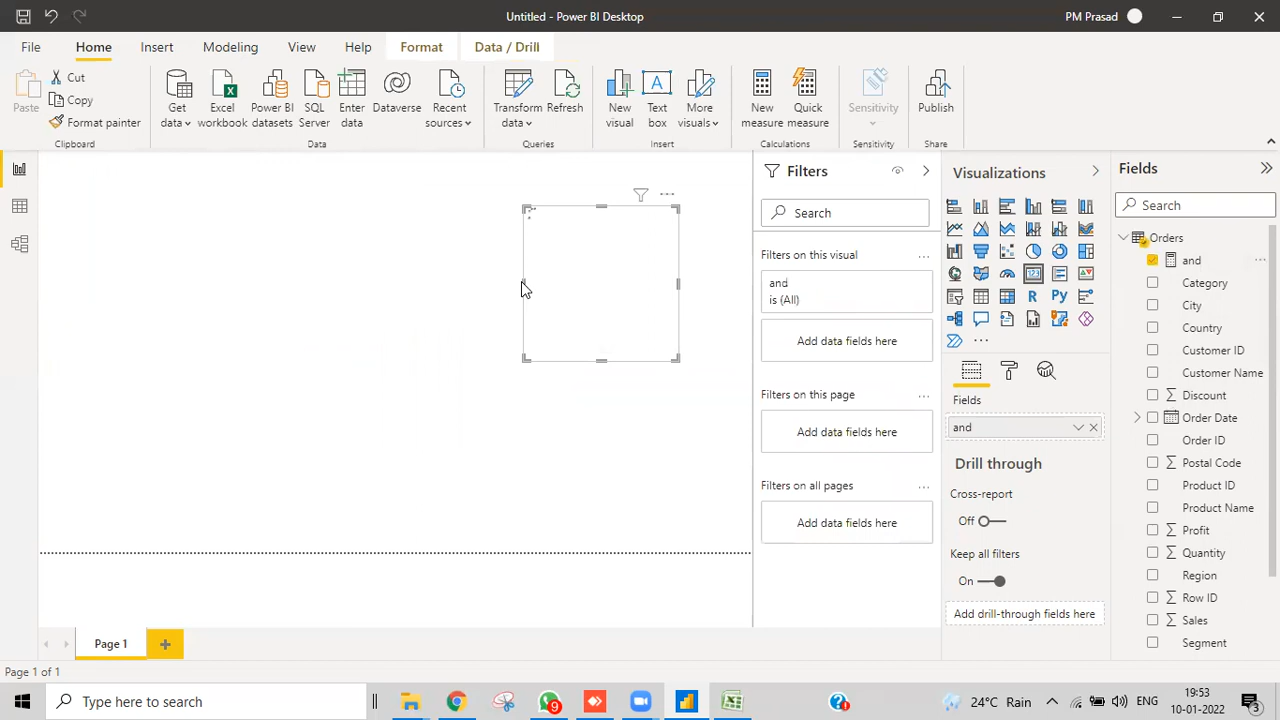 Untitled - Power BI Desktop
PM Prasad
File
Home
Insert
Modeling
View
Help
Format
Data / Drill
Paste
Cut
Copy
Format painter
Clipboard
Get data
Excel workbook
Power BI datasets
SQL Server
Enter data
Dataverse
Recent sources
Data
Transform data
Refresh
Queries
New visual
Text box
More visuals
Insert
New measure
Quick measure
Calculations
Sensitivity
Sensitivity
Publish
Share
Filters
Search
Filters on this visual
and
is (All)
Add data fields here
Filters on this page
Add data fields here
Filters on all pages
Add data fields here
Visualizations
Fields
and
Drill through
Cross-report
Off
Keep all filters
On
Add drill-through fields here
Fields
Search
Orders
and
Category
City
Country
Customer ID
Customer Name
Discount
Order Date
Order ID
Postal Code
Product ID
Product Name
Profit
Quantity
Region
Row ID
Sales
Segment
Page 1
Page 1 of 1
Type here to search
9
24°C Rain
ENG
19:53
10-01-2022
3